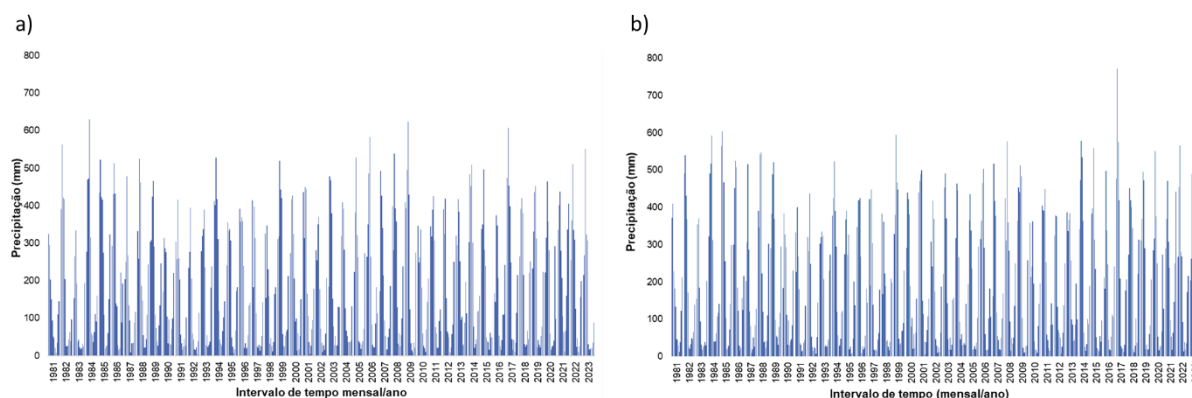 a)
800
700
600
500
400
300
200
100
0
Precipitação (mm)
1981 1982 1983 1984 1985 1986 1987 1988 1989 1990 1991 1992 1993 1994 1995 1996 1997 1998 1999 2000 2001 2002 2003 2004 2005 2006 2007 2008 2009 2010 2011 2012 2013 2014 2015 2016 2017 2018 2019 2020 2021 2022 2023
Intervalo de tempo mensal/ano
b)
800
700
600
500
400
300
200
100
0
Precipitação (mm)
1981 1982 1983 1984 1985 1986 1987 1988 1989 1990 1991 1992 1993 1994 1995 1996 1997 1998 1999 2000 2001 2002 2003 2004 2005 2006 2007 2008 2009 2010 2011 2012 2013 2014 2015 2016 2017 2018 2019 2020 2021 2022
Intervalo de tempo (mensal/ano)